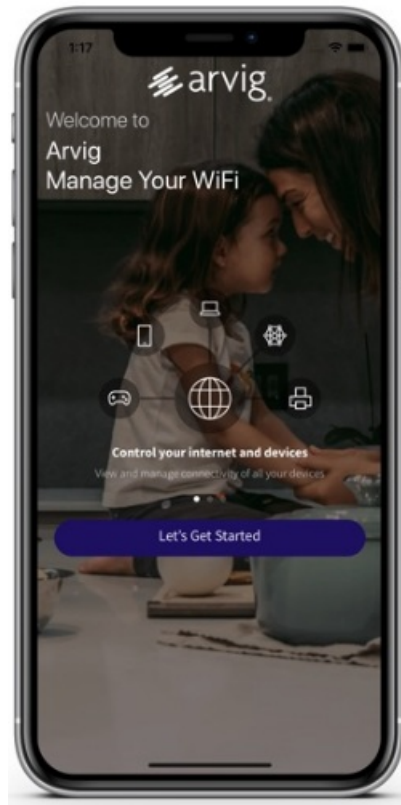 1:17
arvig
Welcome to
Arvig
Manage Your WiFi
Control your internet and devices
View and manage connectivity of all your devices
Let's Get Started